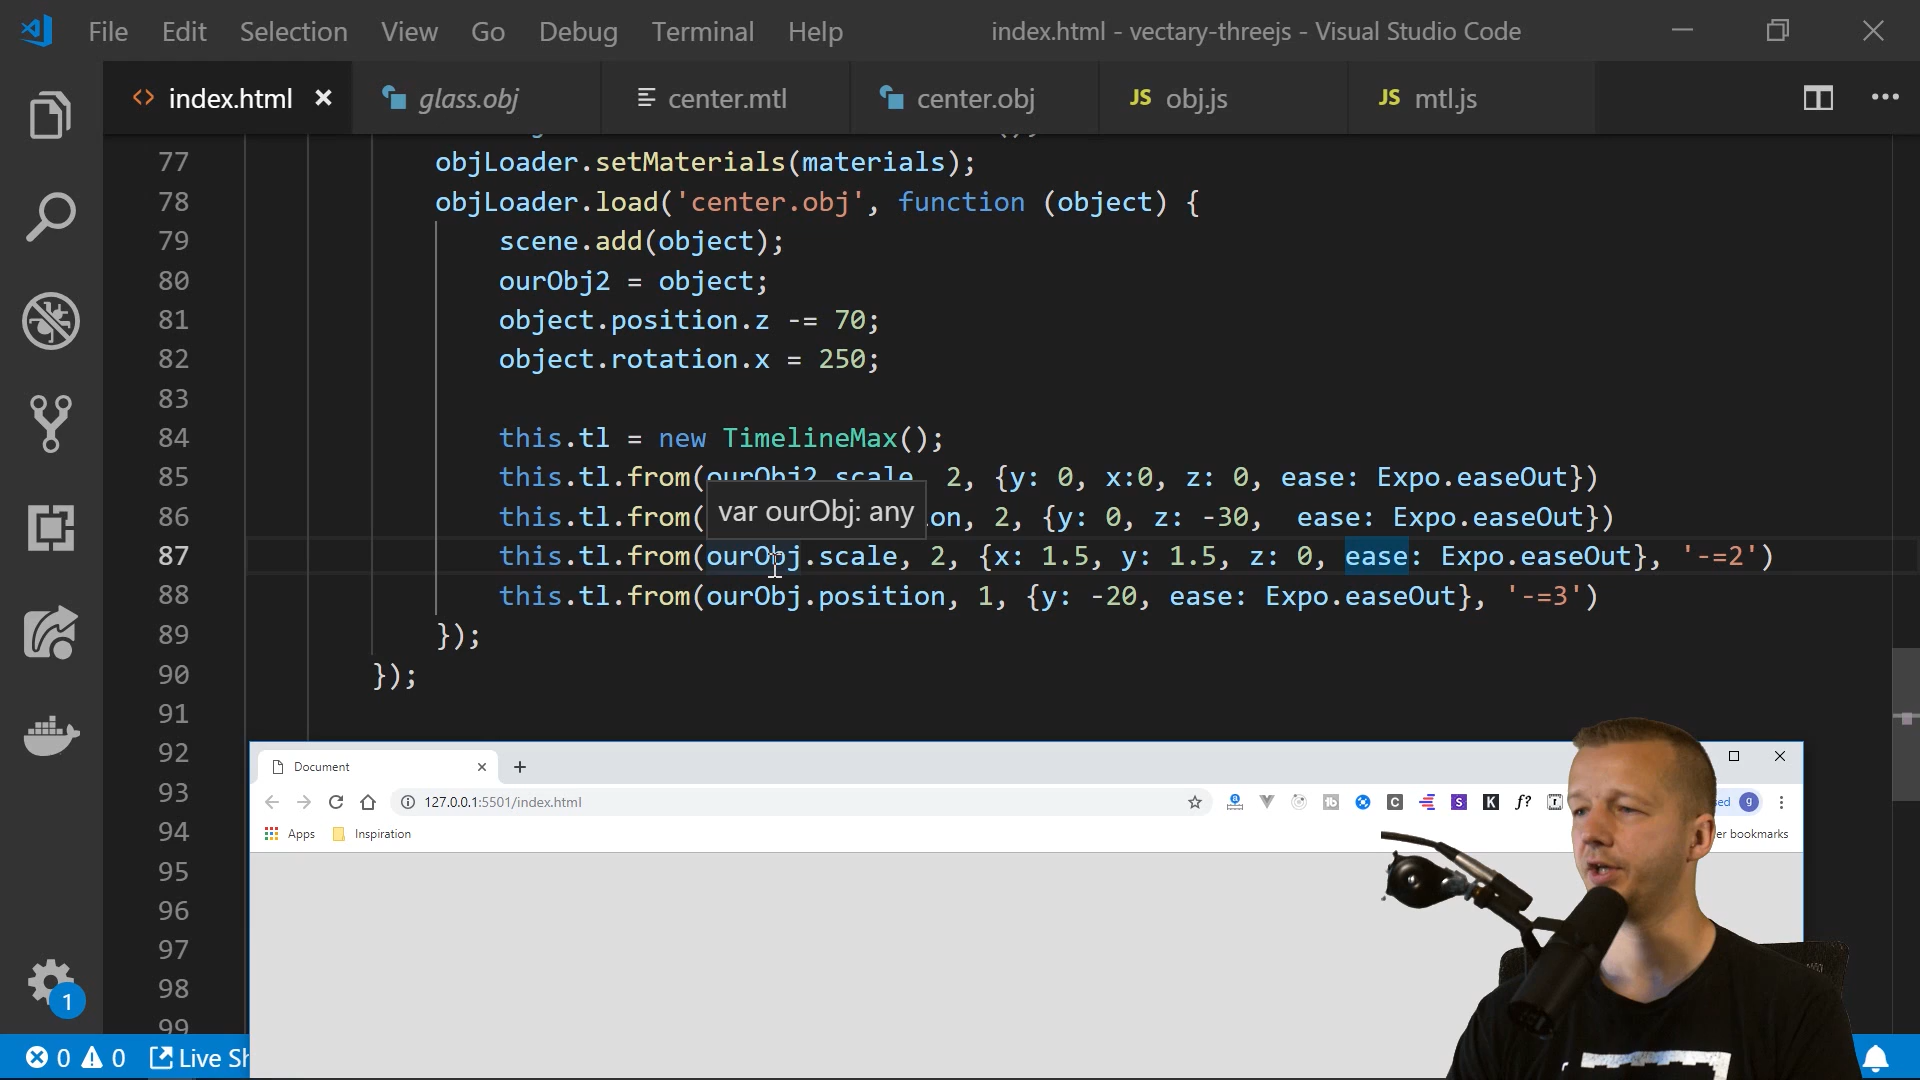 File Edit Selection View Go Debug Terminal Help index.html - vectary-threejs - Visual Studio Code
<> index.html × glass.obj center.mtl center.obj JS obj.js JS mtl.js
77 objLoader.setMaterials(materials);
78 objLoader.load('center.obj', function (object) {
79 scene.add(object);
80 ourObj2 = object;
81 object.position.z -= 70;
82 object.rotation.x = 250;
83
84 this.tl = new TimelineMax();
85 this.tl.from(ourObj2.scale, 2, {y: 0, x:0, z: 0, ease: Expo.easeOut})
var ourObj: any
86 this.tl.from( on, 2, {y: 0, z: -30, ease: Expo.easeOut})
87 this.tl.from(ourObj.scale, 2, {x: 1.5, y: 1.5, z: 0, ease: Expo.easeOut}, '-=2')
88 this.tl.from(ourObj.position, 1, {y: -20, ease: Expo.easeOut}, '-=3')
89 });
90 });
91
92
93
94
95
96
97
98
99
Document × +
127.0.0.1:5501/index.html
Apps Inspiration er bookmarks
1
0 0 Live Sh